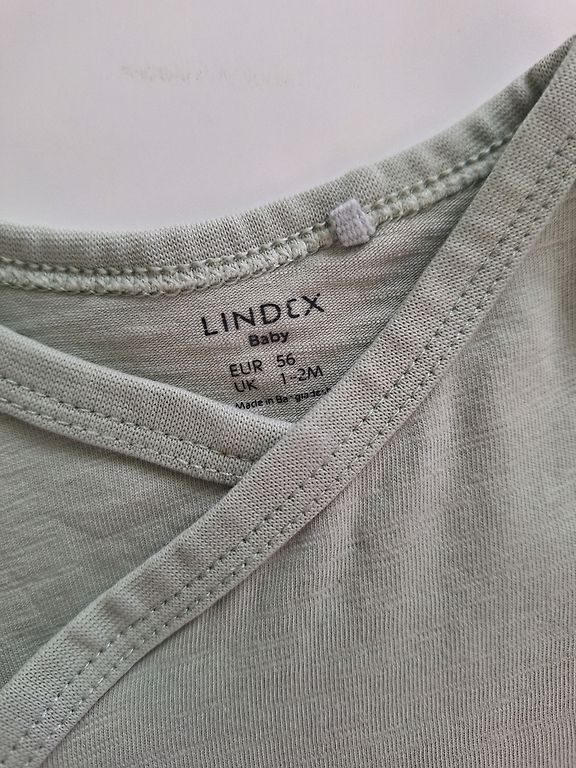 LINDEX
Baby
EUR 56
UK 1-2M
Made in Bangladesh